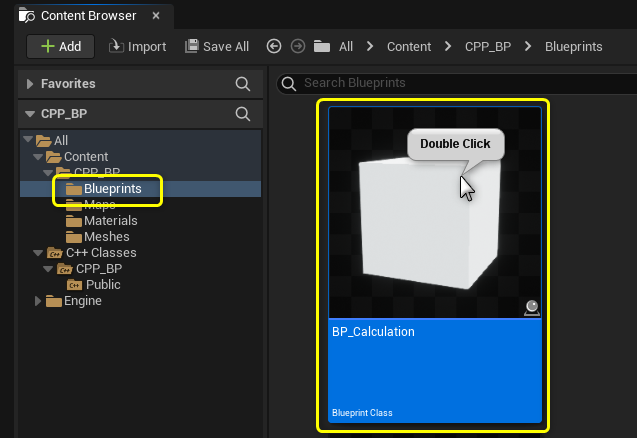 Content Browser
Add Import Save All All Content CPP_BP Blueprints
Favorites
Search Blueprints
CPP_BP
All
Content
CPP_BP
Blueprints
Maps
Materials
Meshes
C++ Classes
C++ CPP_BP
C++ Public
Engine
Double Click
BP_Calculation
Blueprint Class